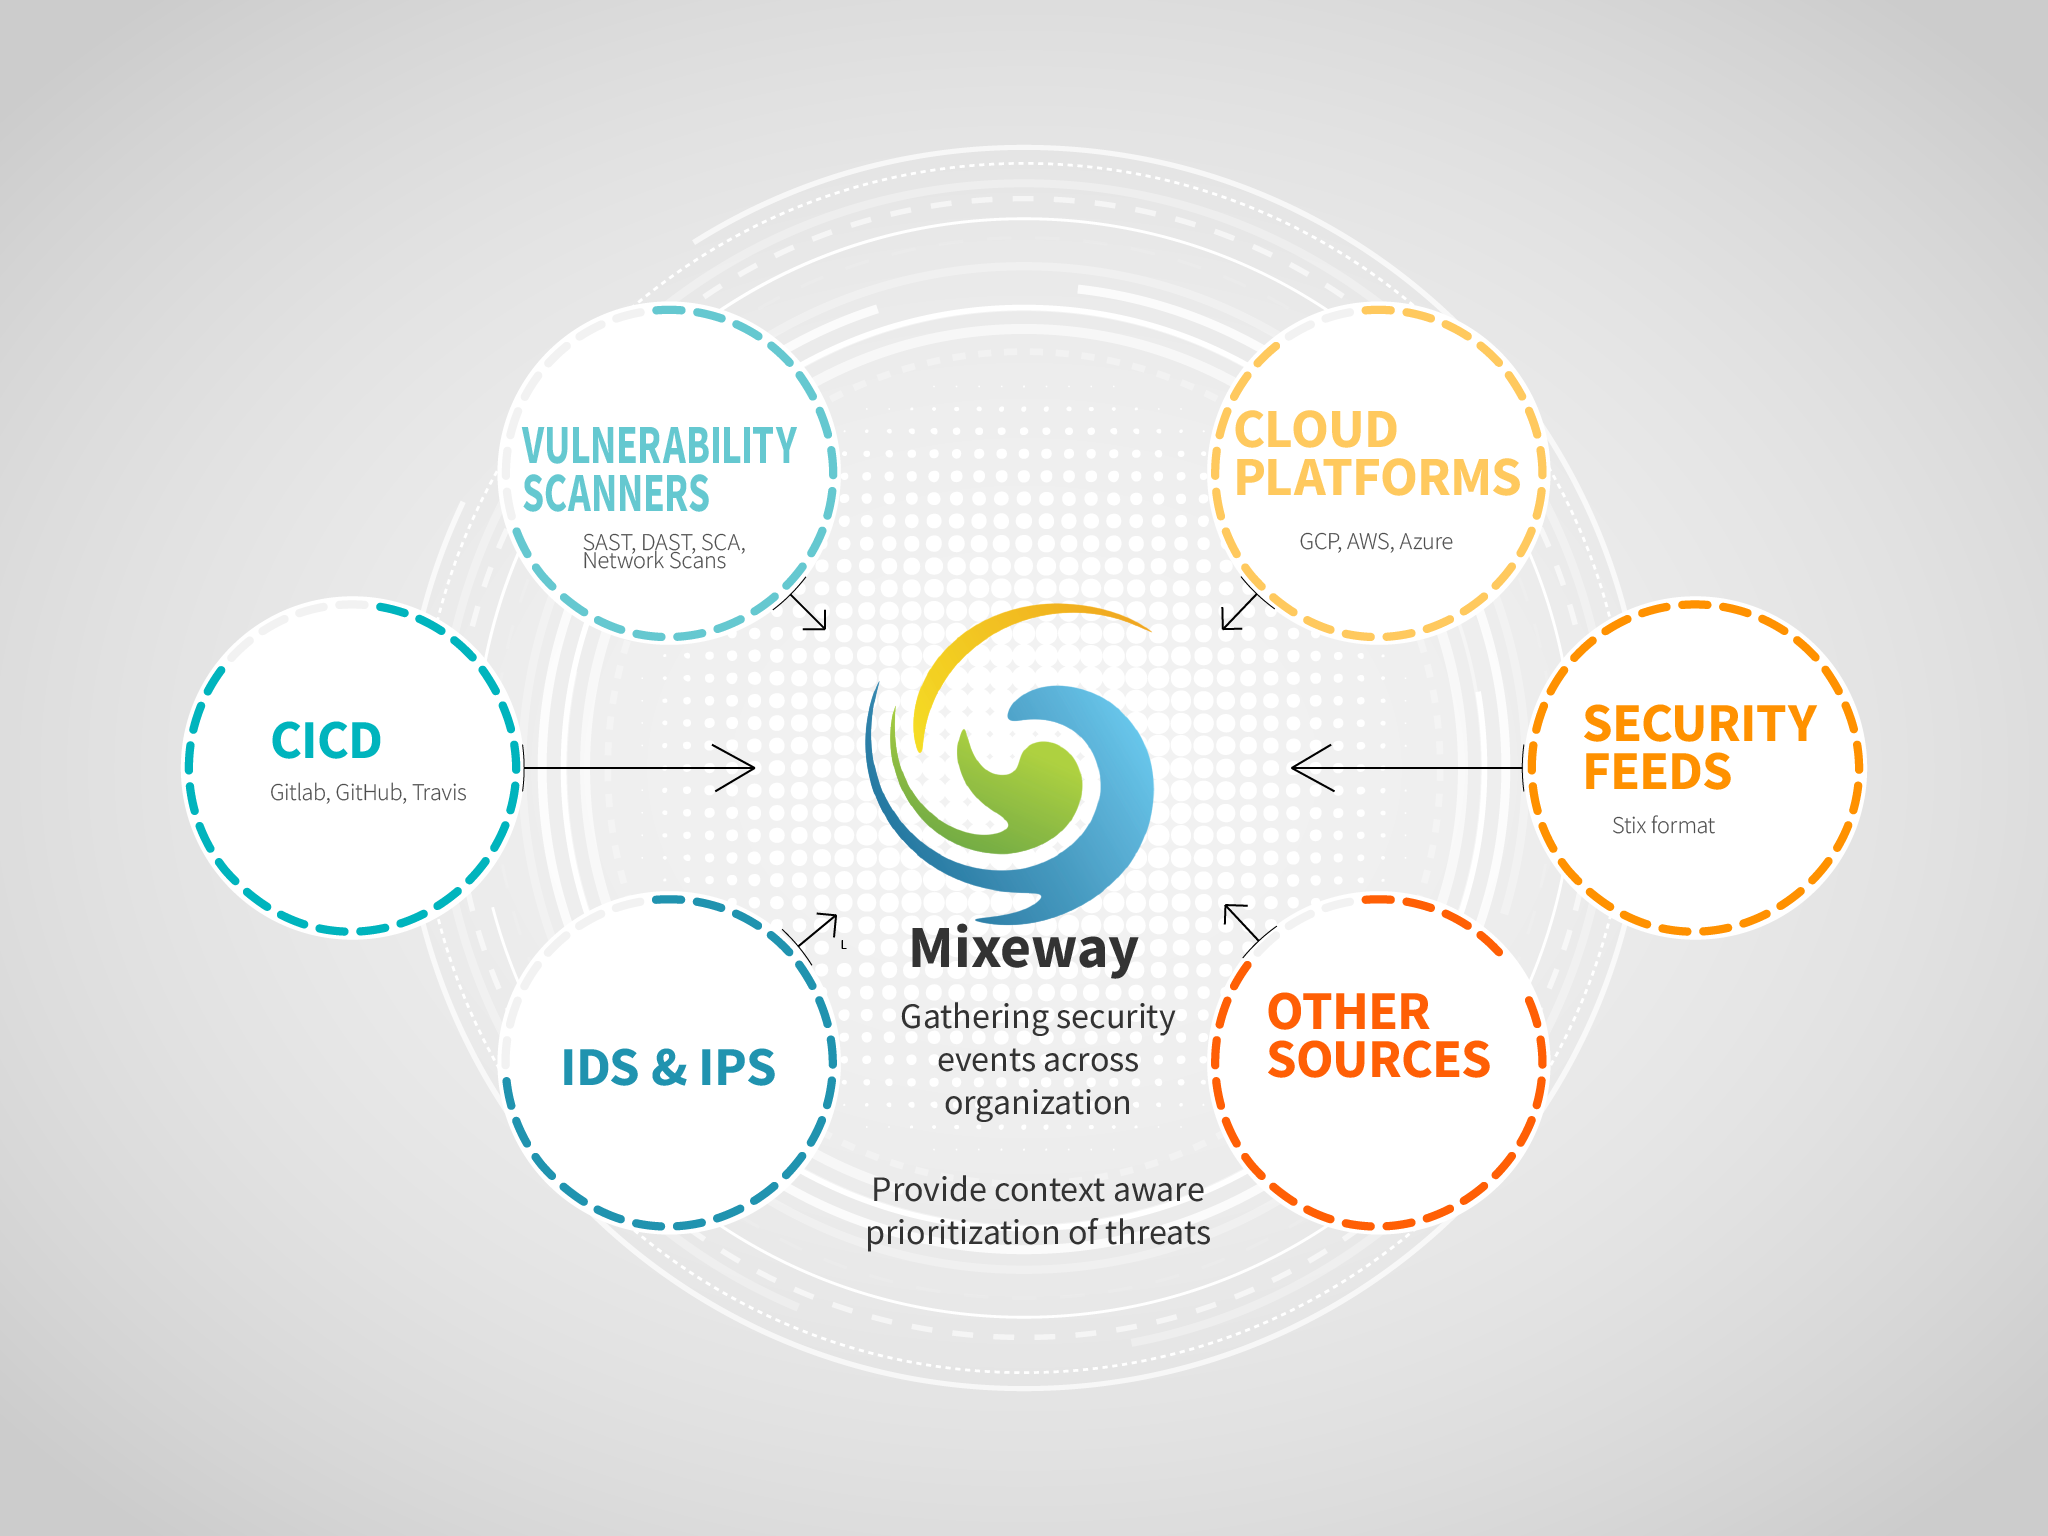 VULNERABILITY
SCANNERS
SAST, DAST, SCA,
Network Scans
CLOUD
PLATFORMS
GCP, AWS, Azure
CICD
Gitlab, GitHub, Travis
SECURITY
FEEDS
Stix format
IDS & IPS
L
Mixeway
Gathering security
events across
organization
Provide context aware
prioritization of threats
OTHER
SOURCES